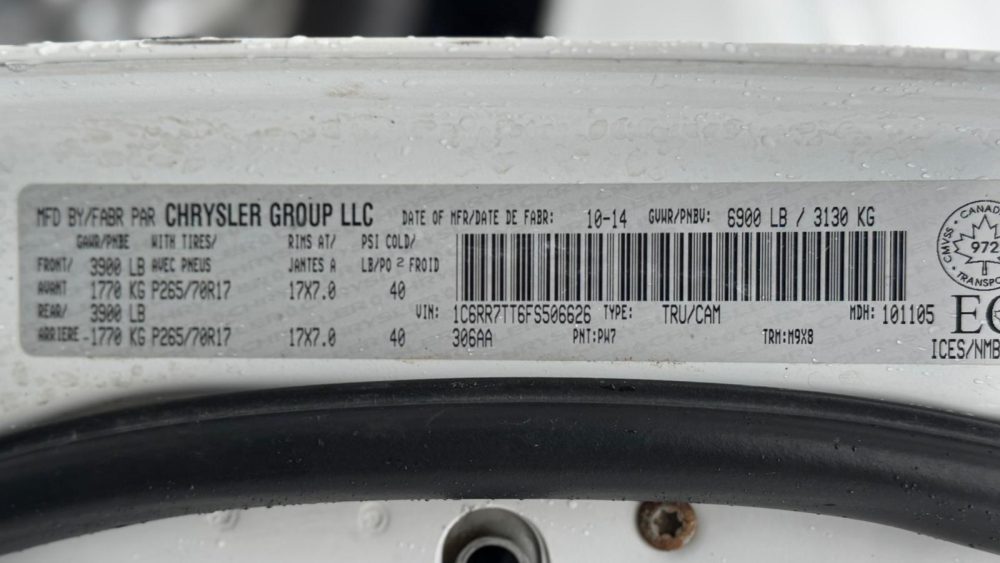 MFD BY/FABR PAR CHRYSLER GROUP LLC DATE OF MFR/DATE DE FABR: 10-14 GVWR/PNBV: 6900 LB / 3130 KG
GAWR/PNBE WITH TIRES/ RIMS AT/ PSI COLD/
FRONT/ 3900 LB AVEC PNEUS JANTES A LB/PO 2 FROID
AVANT 1770 KG P265/70R17 17X7.0 40
REAR/ 3900 LB VIN: 1C6RR7TT6FS506626 TYPE: TRU/CAM MDH: 101105
ARRIERE 1770 KG P265/70R17 17X7.0 40 306AA PNT:PW7 TRM:M9X8
CANAD
CMVSS
972
TRANSPO
ICES/NMB